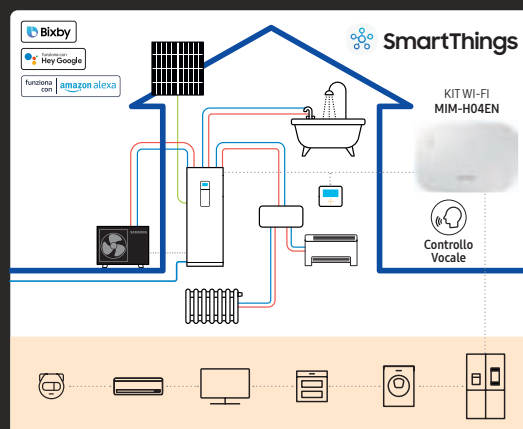 Bixby
funziona con
Hey Google
funziona
con
amazon alexa
SmartThings
KIT WI-FI
MIM-H04EN
Controllo
Vocale
SAMSUNG